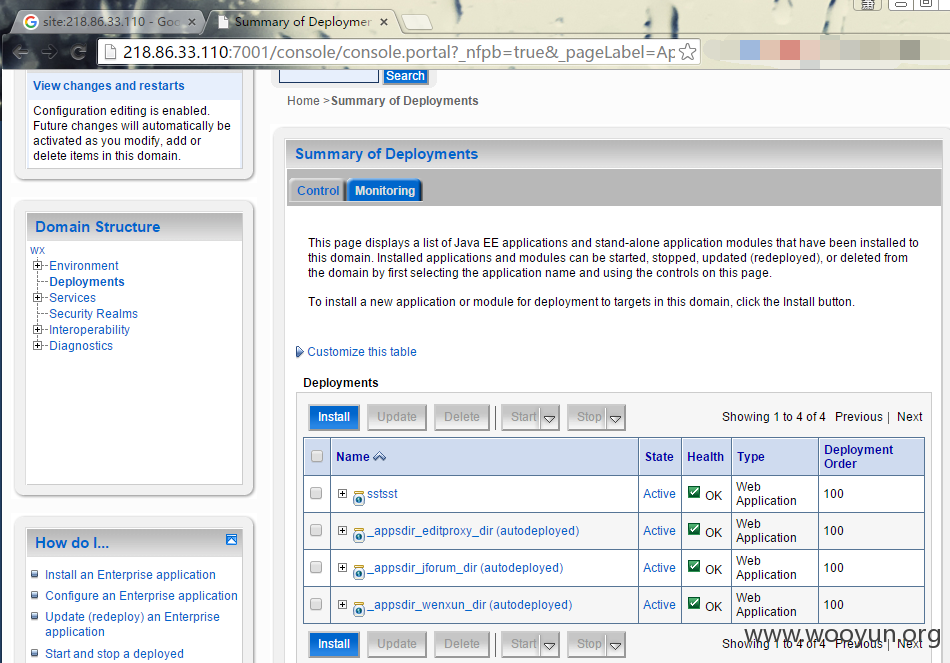 site:218.86.33.110 - Goo
Summary of Deploymer
218.86.33.110:7001/console/console.portal?_nfpb=true&_pageLabel=Ap
View changes and restarts
Configuration editing is enabled.
Future changes will automatically be
activated as you modify, add or
delete items in this domain.
Search
Home >Summary of Deployments
Summary of Deployments
Control
Monitoring
This page displays a list of Java EE applications and stand-alone application modules that have been installed to
this domain. Installed applications and modules can be started, stopped, updated (redeployed), or deleted from
the domain by first selecting the application name and using the controls on this page.
To install a new application or module for deployment to targets in this domain, click the Install button.
Domain Structure
wx
Environment
Deployments
Services
Security Realms
Interoperability
Diagnostics
Customize this table
Deployments
Install Update Delete Start Stop Showing 1 to 4 of 4 Previous | Next
Name State Health Type Deployment
Order
sstsst Active OK Web
Application 100
_appsdir_editproxy_dir (autodeployed) Active OK Web
Application 100
_appsdir_jforum_dir (autodeployed) Active OK Web
Application 100
_appsdir_wenxun_dir (autodeployed) Active OK Web
Application 100
Install Update Delete Start Stop Showing 1 to 4 of 4 Previous | Next
How do I...
Install an Enterprise application
Configure an Enterprise application
Update (redeploy) an Enterprise
application
Start and stop a deployed
www.wooyun.org